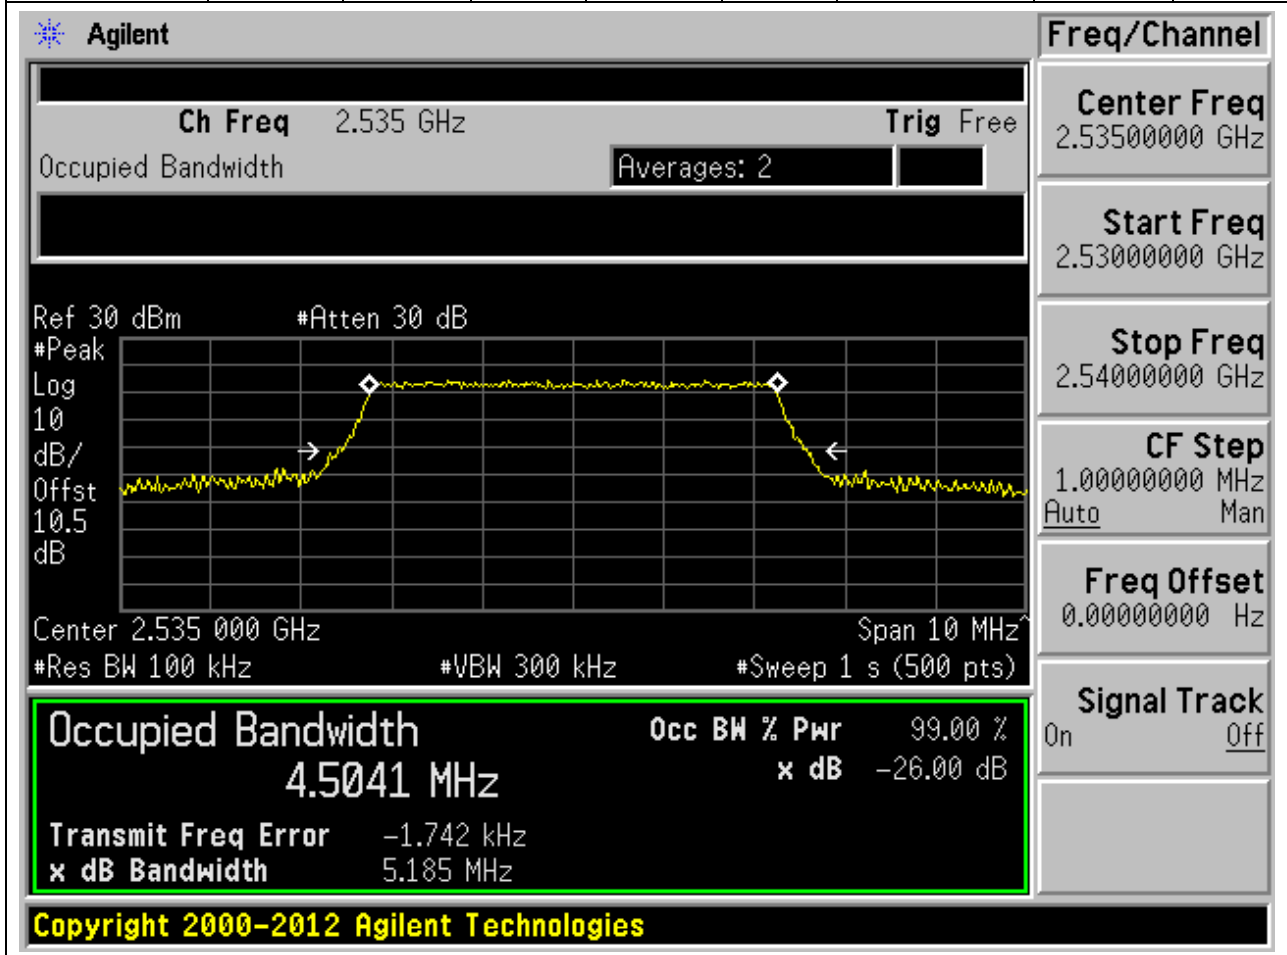 Agilent
Freq/Channel
Ch Freq 2.535 GHz Trig Free
Occupied Bandwidth Averages: 2
Center Freq
2.53500000 GHz
Start Freq
2.53000000 GHz
Stop Freq
2.54000000 GHz
CF Step
1.00000000 MHz
Auto Man
Freq Offset
0.00000000 Hz
Signal Track
On Off
Ref 30 dBm #Atten 30 dB
#Peak
Log
10
dB/
Offst
10.5
dB
Center 2.535 000 GHz Span 10 MHz^
#Res BW 100 kHz #VBW 300 kHz #Sweep 1 s (500 pts)
Occupied Bandwidth Occ BW % Pwr 99.00 %
4.5041 MHz x dB -26.00 dB
Transmit Freq Error -1.742 kHz
x dB Bandwidth 5.185 MHz
Copyright 2000-2012 Agilent Technologies